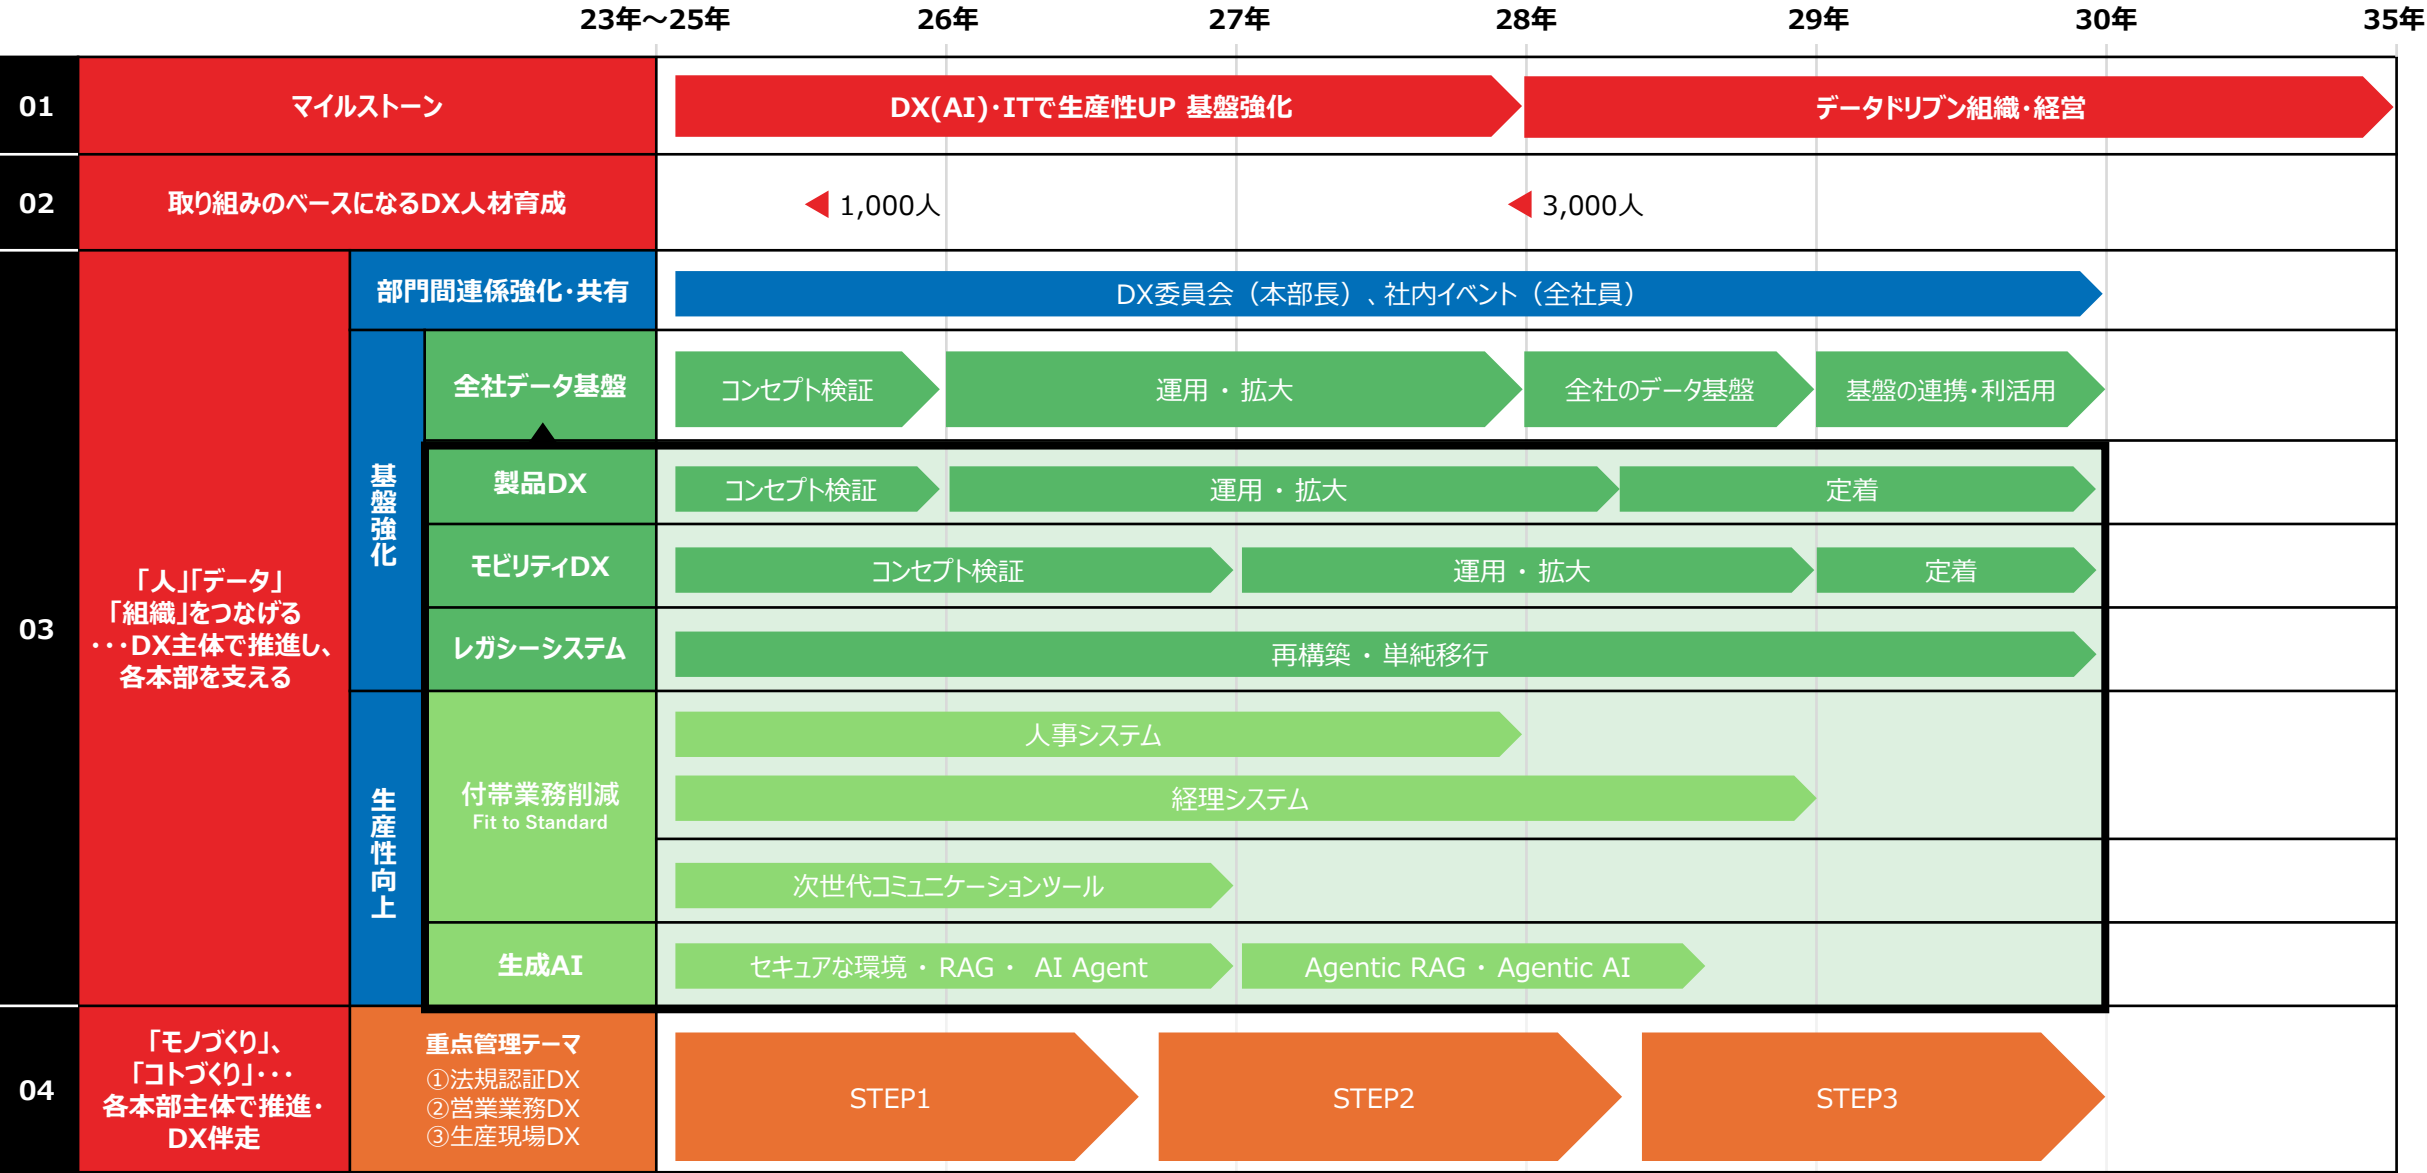 23年～25年 26年 27年 28年 29年 30年 35年
01
マイルストーン
DX(AI)・ITで生産性UP 基盤強化
データドリブン組織・経営
02
取り組みのベースになるDX人材育成
1,000人
3,000人
03
「人」「データ」
「組織」をつなげる
・・・DX主体で推進し、
各本部を支える
部門間連係強化・共有
DX委員会（本部長）、社内イベント（全社員）
基盤強化
全社データ基盤
コンセプト検証
運用 ・ 拡大
全社のデータ基盤
基盤の連携・利活用
製品DX
コンセプト検証
運用 ・ 拡大
定着
モビリティDX
コンセプト検証
運用 ・ 拡大
定着
レガシーシステム
再構築 ・ 単純移行
生産性向上
付帯業務削減
Fit to Standard
人事システム
経理システム
次世代コミュニケーションツール
生成AI
セキュアな環境 ・ RAG ・ AI Agent
Agentic RAG ・ Agentic AI
04
「モノづくり」、
「コトづくり」・・・
各本部主体で推進・
DX伴走
重点管理テーマ
①法規認証DX
②営業業務DX
③生産現場DX
STEP1
STEP2
STEP3